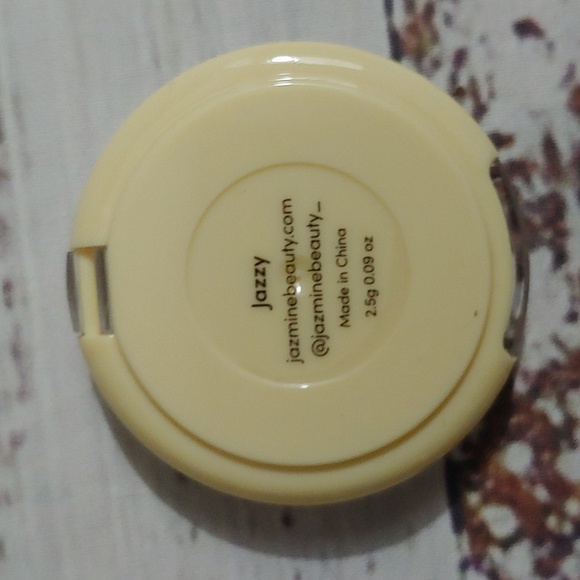 Jazzy
jazminebeauty.com
@jazminebeauty_
Made in China
2.5g 0.09 oz